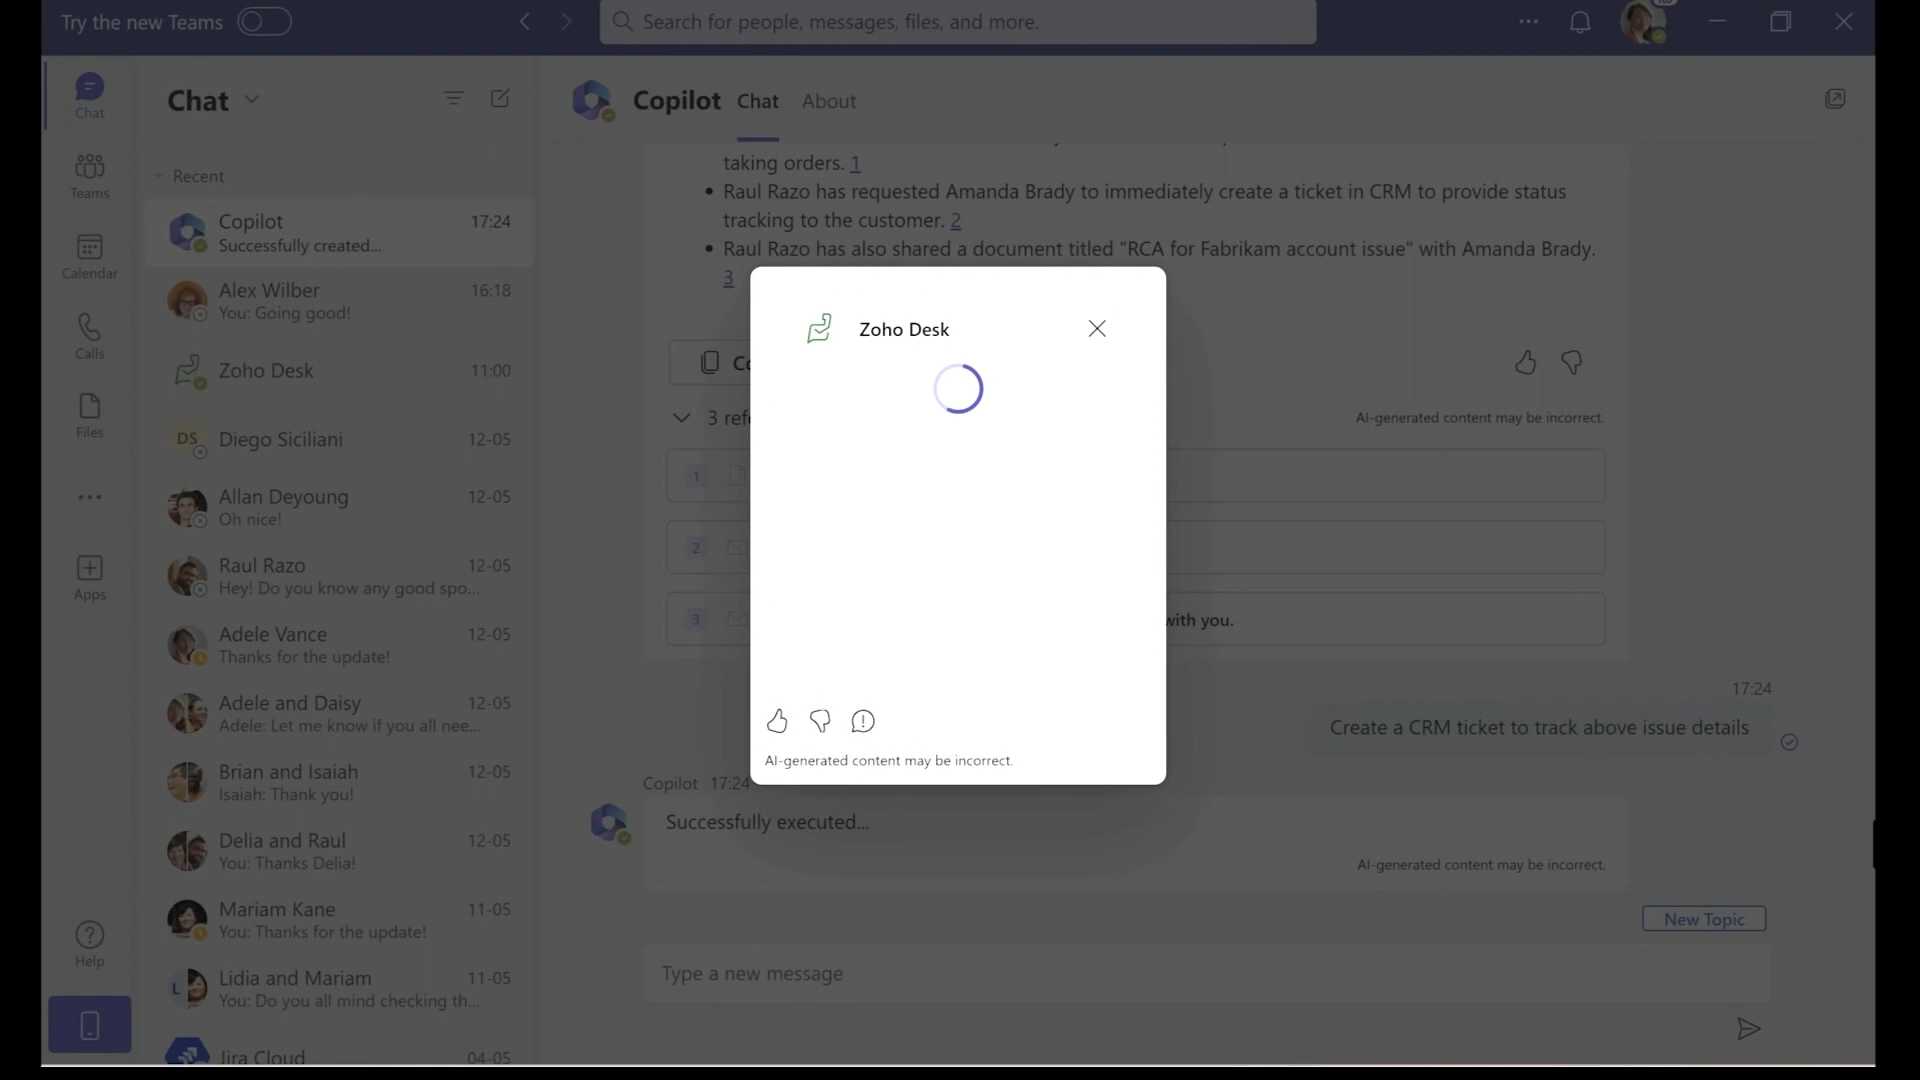 Try the new Teams
Search for people, messages, files, and more.
Chat
Teams
Calendar
Calls
Files
Apps
Help
Chat
Recent
Copilot 17:24
Successfully created...
Alex Wilber 16:18
You: Going good!
Zoho Desk 11:00
DS Diego Siciliani 12-05
Allan Deyoung 12-05
Oh nice!
Raul Razo 12-05
Hey! Do you know any good spo...
Adele Vance 12-05
Thanks for the update!
Adele and Daisy 12-05
Adele: Let me know if you all nee...
Brian and Isaiah 12-05
Isaiah: Thank you!
Delia and Raul 12-05
You: Thanks Delia!
Mariam Kane 11-05
You: Thanks for the update!
L Lidia and Mariam 11-05
You: Do you all mind checking th...
Jira Cloud 04-05
Copilot Chat About
taking orders. 1
• Raul Razo has requested Amanda Brady to immediately create a ticket in CRM to provide status
tracking to the customer. 2
• Raul Razo has also shared a document titled "RCA for Fabrikam account issue" with Amanda Brady.
3
AI-generated content may be incorrect.
1
2
3 with you.
Zoho Desk
AI-generated content may be incorrect.
17:24
Create a CRM ticket to track above issue details
Copilot 17:24
Successfully executed...
AI-generated content may be incorrect.
New Topic
Type a new message